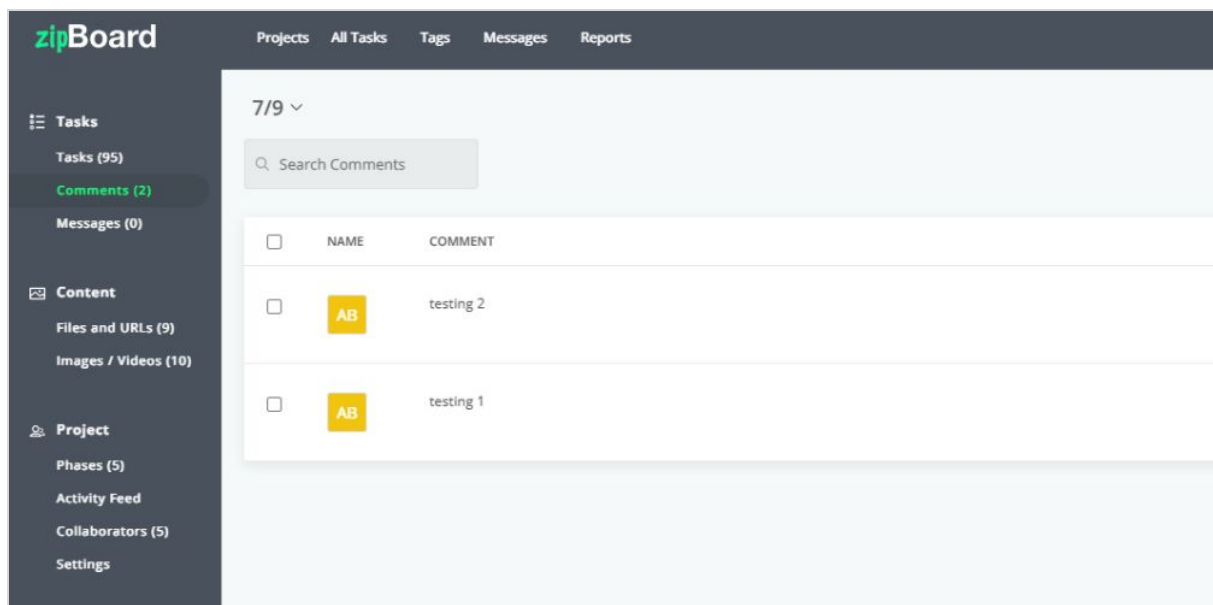 zipBoard
Projects All Tasks Tags Messages Reports
Tasks
Tasks (95)
Comments (2)
Messages (0)
Content
Files and URLs (9)
Images / Videos (10)
Project
Phases (5)
Activity Feed
Collaborators (5)
Settings
7/9
Search Comments
NAME COMMENT
AB testing 2
AB testing 1